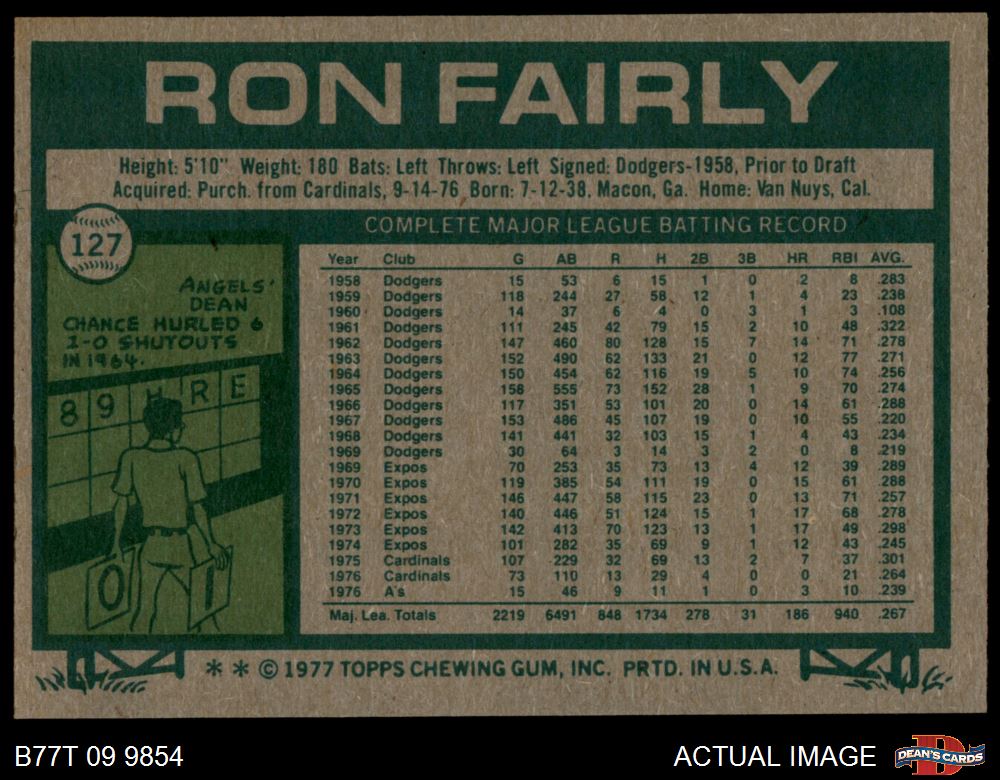 RON FAIRLY
Height: 5'10" Weight: 180 Bats: Left Throws: Left Signed: Dodgers-1958, Prior to Draft
Acquired: Purch. from Cardinals, 9-14-76, Born: 7-12-38, Macon, Ga. Home: Van Nuys, Cal.
127
ANGELS'
DEAN
CHANCE HURLED 6
1-0 SHUTOUTS
IN 1964.
8 9 H R E
0 1
COMPLETE MAJOR LEAGUE BATTING RECORD
Year Club G AB R H 2B 3B HR RBI AVG.
1958 Dodgers 15 53 6 15 1 0 2 8 .283
1959 Dodgers 118 244 27 58 12 1 4 23 .238
1960 Dodgers 14 37 6 4 0 3 1 3 .108
1961 Dodgers 111 245 42 79 15 2 10 48 .322
1962 Dodgers 147 460 80 128 15 7 14 71 .278
1963 Dodgers 152 490 62 133 21 0 12 77 .271
1964 Dodgers 150 454 62 116 19 5 10 74 .256
1965 Dodgers 158 555 73 152 28 1 9 70 .274
1966 Dodgers 117 351 53 101 20 0 14 61 .288
1967 Dodgers 153 486 45 107 19 0 10 55 .220
1968 Dodgers 141 441 32 103 15 1 4 43 .234
1969 Dodgers 30 64 3 14 3 2 0 8 .219
1969 Expos 70 253 35 73 13 4 12 39 .289
1970 Expos 119 385 54 111 19 0 15 61 .288
1971 Expos 146 447 58 115 23 0 13 71 .257
1972 Expos 140 446 51 124 15 1 17 68 .278
1973 Expos 142 413 70 123 13 1 17 49 .298
1974 Expos 101 282 35 69 9 1 12 43 .245
1975 Cardinals 107 229 32 69 13 2 7 37 .301
1976 Cardinals 73 110 13 29 4 0 0 21 .264
1976 A's 15 46 9 11 1 0 3 10 .239
Maj. Lea. Totals 2219 6491 848 1734 278 31 186 940 .267
* * © 1977 TOPPS CHEWING GUM, INC. PRTD. IN U.S.A.
B77T 09 9854
ACTUAL IMAGE
D
DEAN'S CARDS